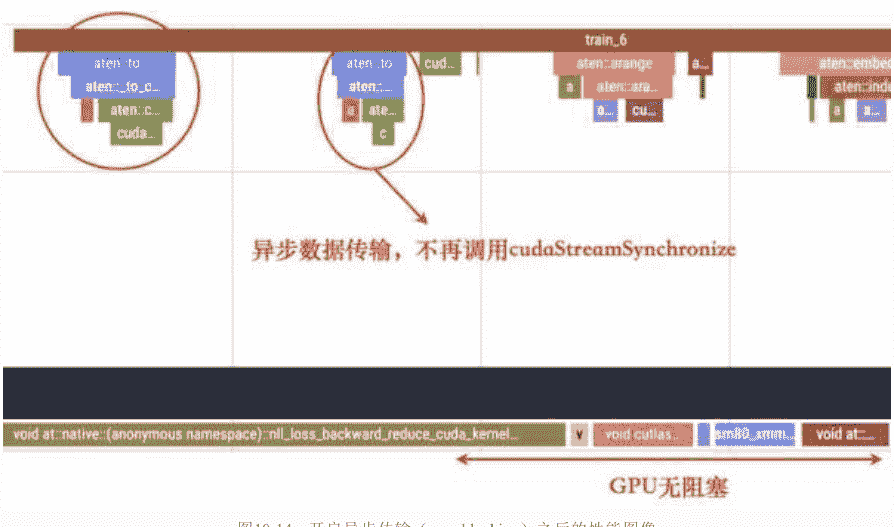 train_6
aten::to
aten::to
cud...
aten::arange
a...
aten::embed
aten::_to_c...
aten::...
a
aten::ara...
aten::inde
aten::c...
a
ate...
a...
cu...
a
a...
cuda...
c
异步数据传输，不再调用cudaStreamSynchronize
void at::native::(anonymous namespace)::nll_loss_backward_reduce_cuda_kernel...
v
void cutlas...
sm80_xmm...
void at::...
GPU无阻塞